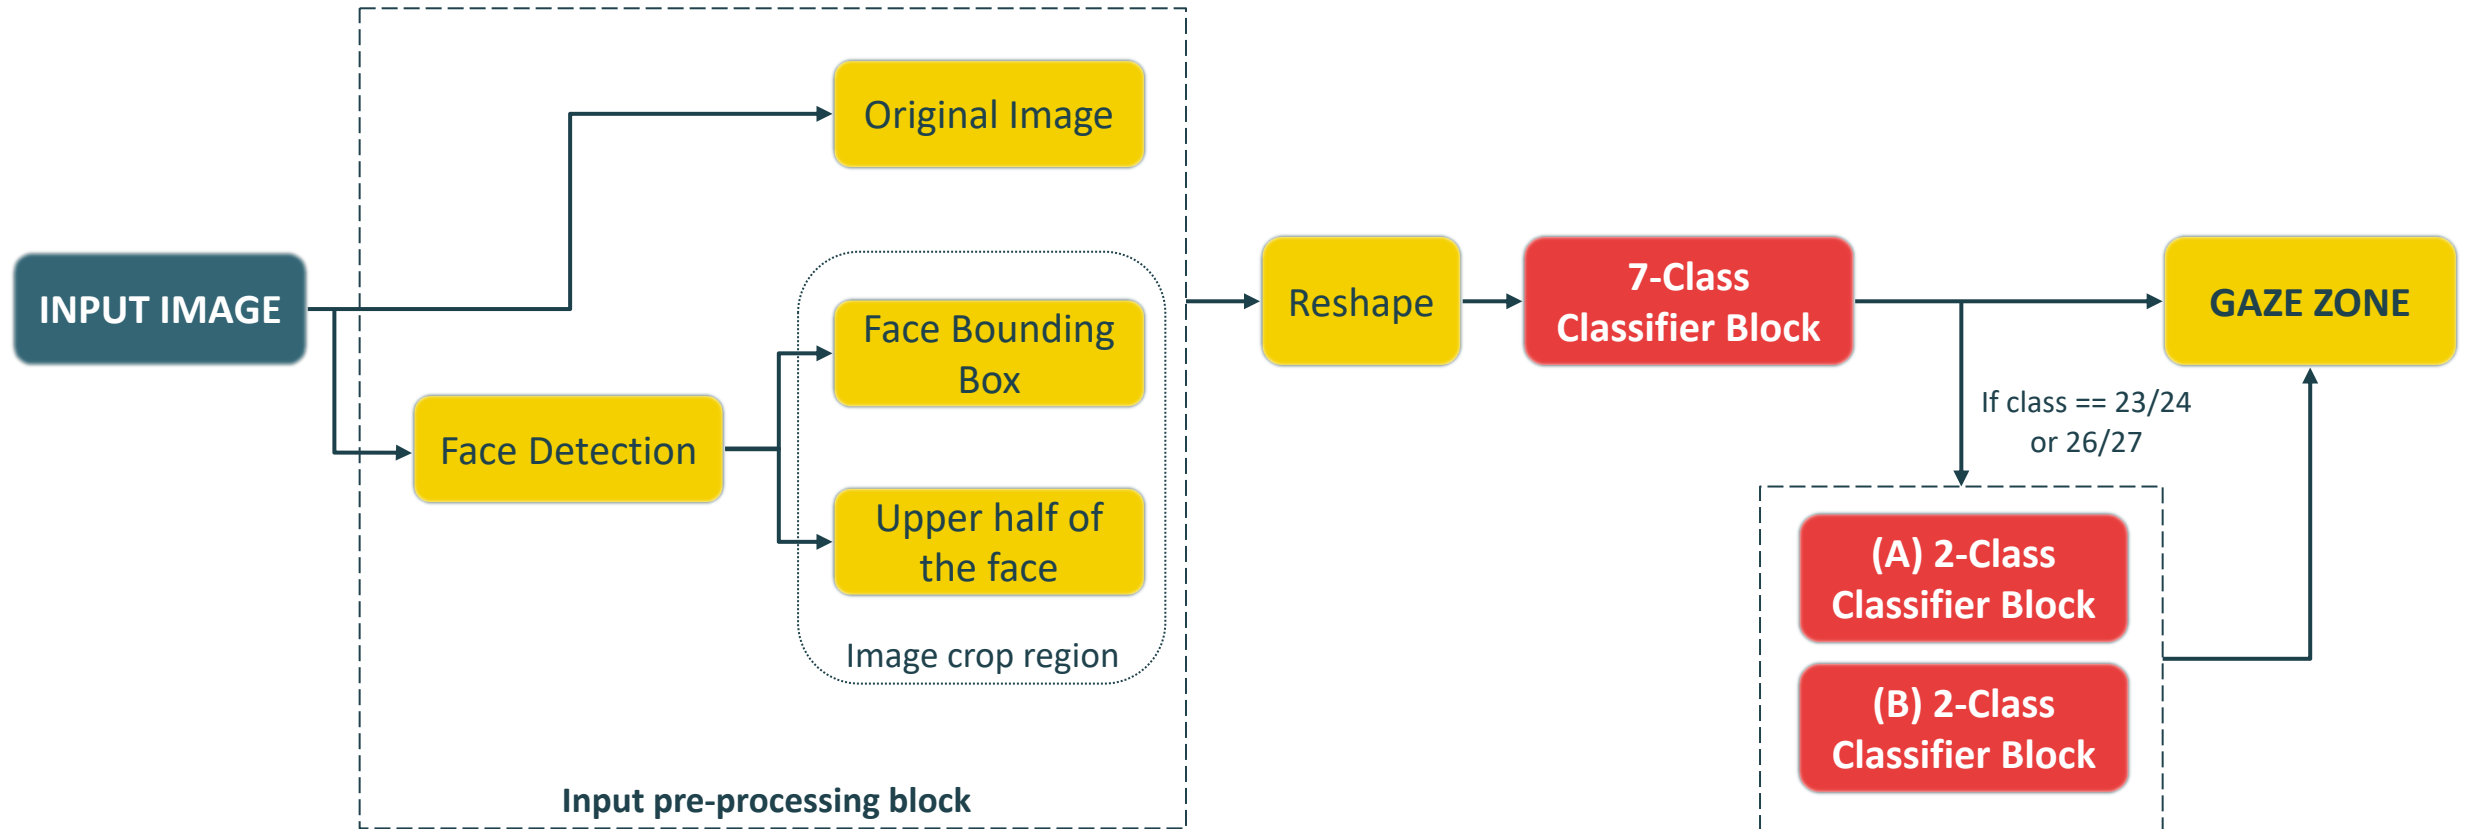 INPUT IMAGE
Original Image
Face Detection
Face Bounding
Box
Upper half of
the face
Image crop region
Input pre-processing block
Reshape
7-Class
Classifier Block
GAZE ZONE
If class == 23/24
or 26/27
(A) 2-Class
Classifier Block
(B) 2-Class
Classifier Block